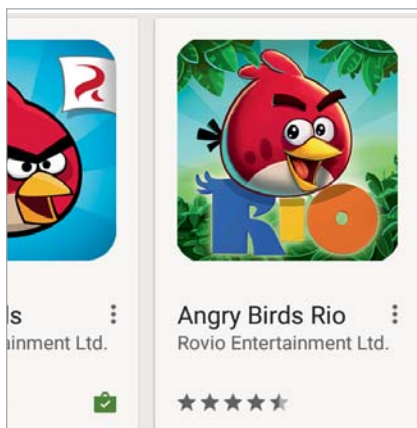 RIO
ls
ainment Ltd.
Angry Birds Rio
Rovio Entertainment Ltd.